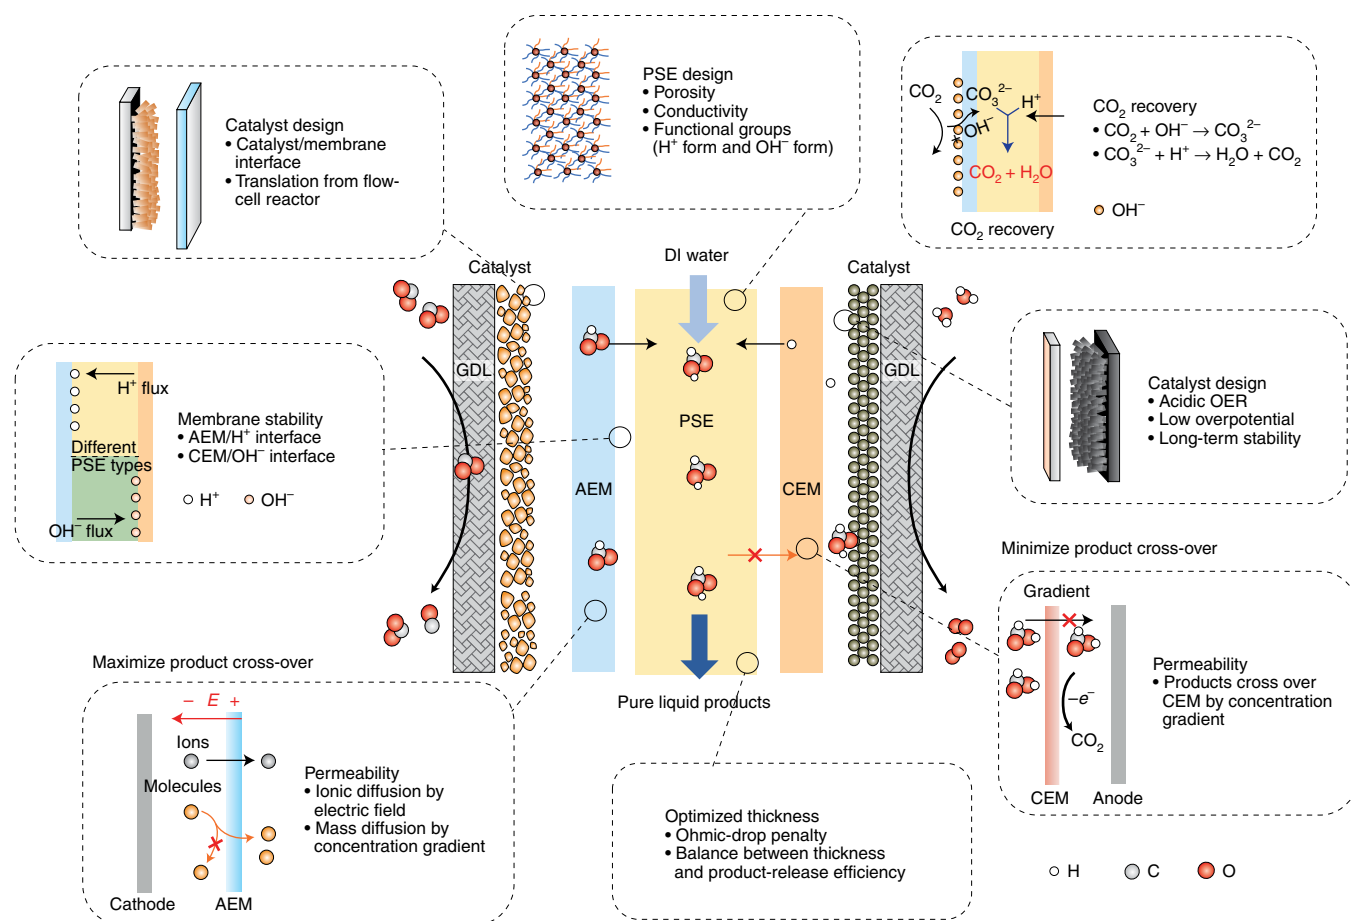 PSE design
• Porosity
• Conductivity
• Functional groups
(H⁺ form and OH⁻ form)
Catalyst design
• Catalyst/membrane
interface
• Translation from flow-
cell reactor
CO₂
CO₃²⁻
H⁺
+ OH⁻
CO₂ + H₂O
CO₂ recovery
CO₂ recovery
• CO₂ + OH⁻ → CO₃²⁻
• CO₃²⁻ + H⁺ → H₂O + CO₂
OH⁻
Catalyst
DI water
Catalyst
GDL
AEM
PSE
CEM
GDL
Pure liquid products
H⁺ flux
Different
PSE types
OH⁻ flux
Membrane stability
• AEM/H⁺ interface
• CEM/OH⁻ interface
H⁺
OH⁻
Catalyst design
• Acidic OER
• Low overpotential
• Long-term stability
Maximize product cross-over
− E +
Ions
Molecules
Cathode
AEM
Permeability
• Ionic diffusion by
electric field
• Mass diffusion by
concentration gradient
Optimized thickness
• Ohmic-drop penalty
• Balance between thickness
and product-release efficiency
Minimize product cross-over
Gradient
−e⁻
CO₂
CEM
Anode
Permeability
• Products cross over
CEM by concentration
gradient
H
C
O